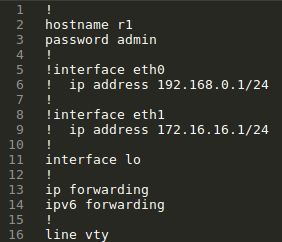 1 !
2 hostname r1
3 password admin
4 !
5 !interface eth0
6 !  ip address 192.168.0.1/24
7 !
8 !interface eth1
9 !  ip address 172.16.16.1/24
10 !
11 interface lo
12 !
13 ip forwarding
14 ipv6 forwarding
15 !
16 line vty